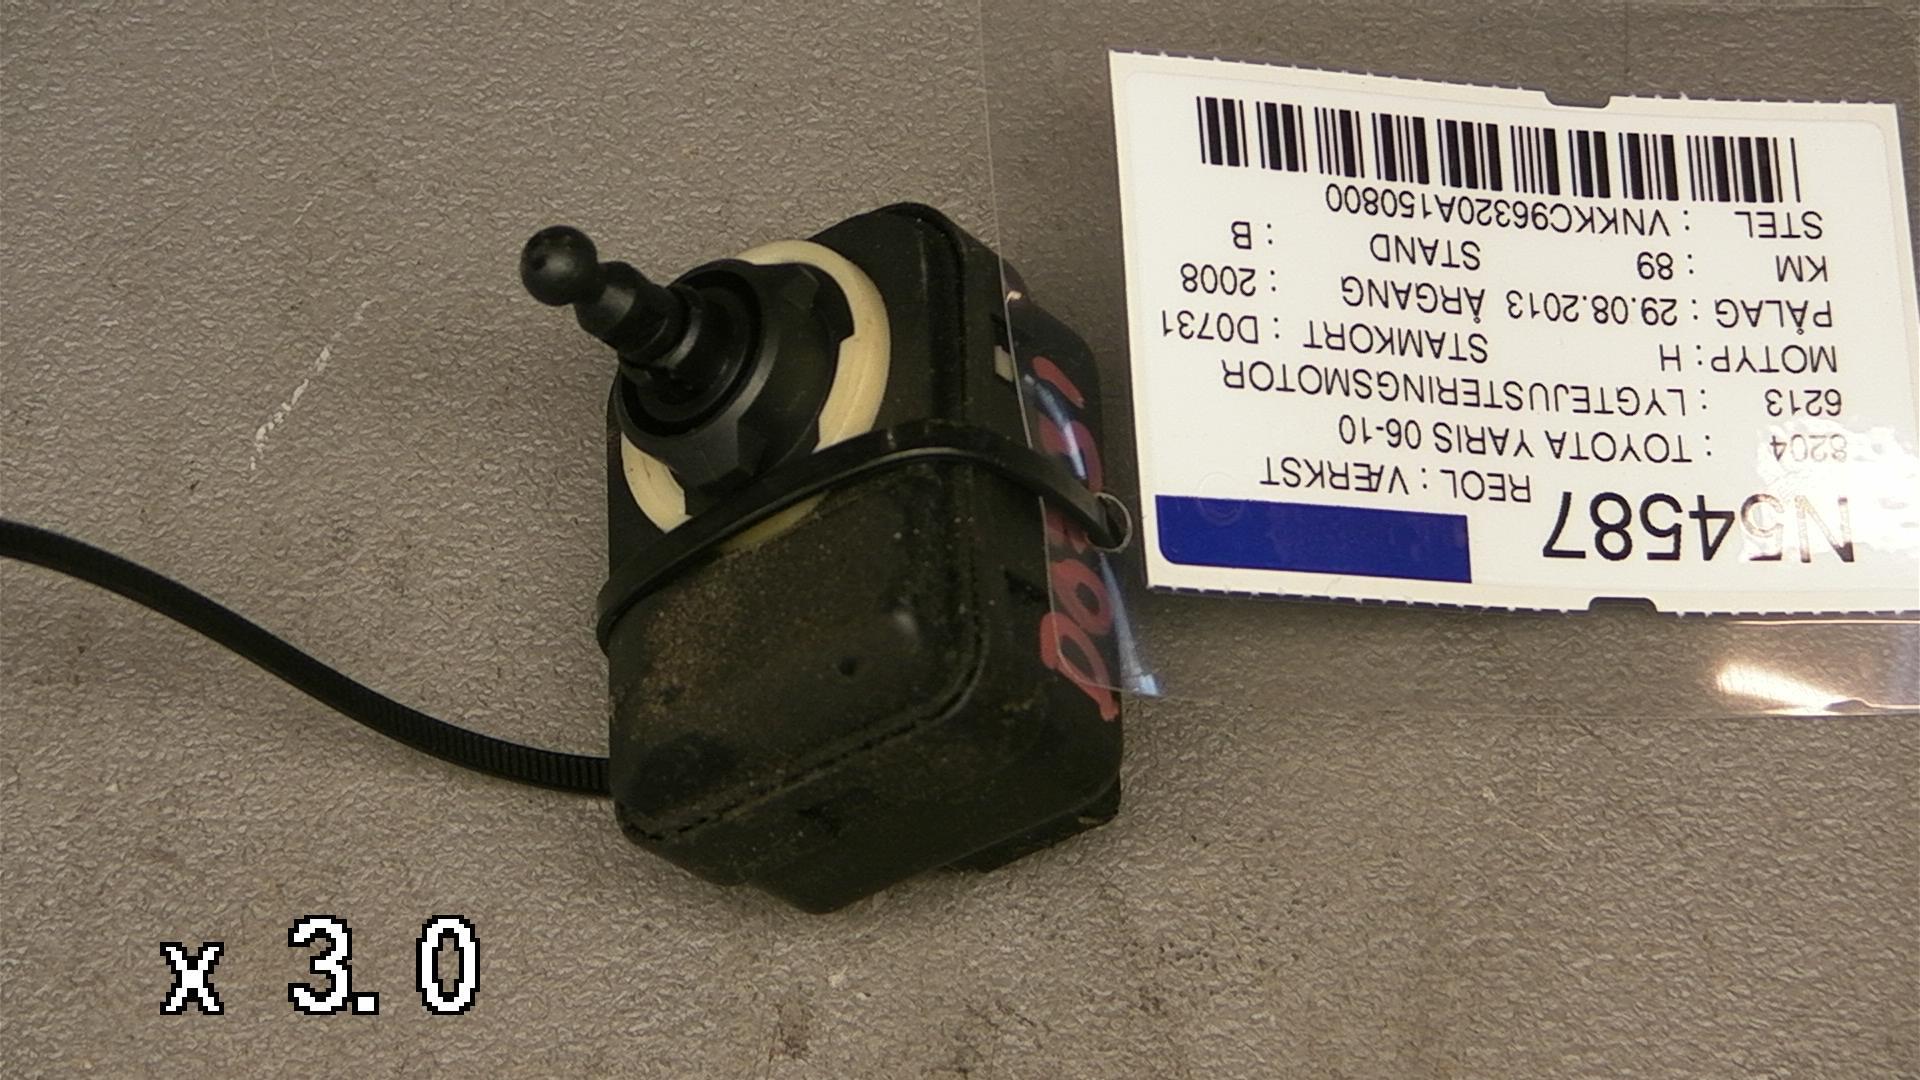 N54587
REOL : VÆRKST
8204 : TOYOTA YARIS 06-10
6213 : LYGTEJUSTERINGSMOTOR
MOTYP : H STAMKORT : D0731
PÅLAG : 29.08.2013 ÅRGANG : 2008
KM : 89 STAND : B
STEL : VNKKC96320A150800
x 3.0